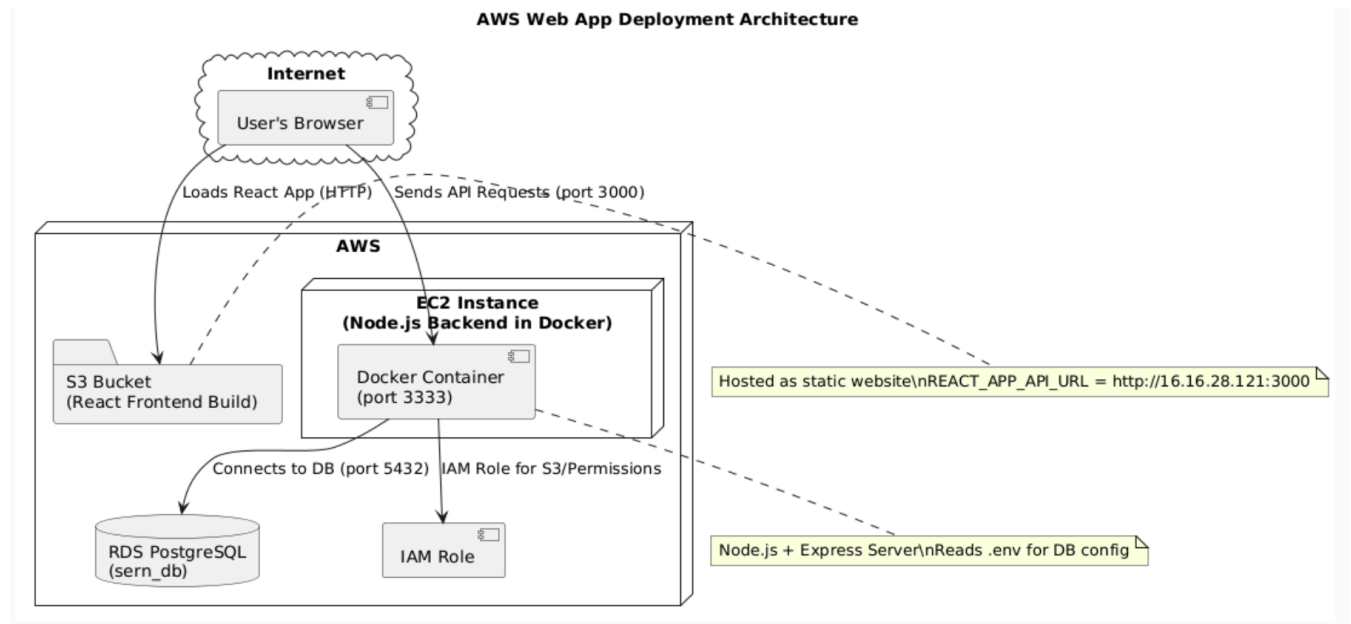 AWS Web App Deployment Architecture
Internet
User's Browser
Loads React App (HTTP)
Sends API Requests (port 3000)
AWS
EC2 Instance
(Node.js Backend in Docker)
Docker Container
(port 3333)
S3 Bucket
(React Frontend Build)
Hosted as static website\nREACT_APP_API_URL = http://16.16.28.121:3000
Connects to DB (port 5432)
IAM Role for S3/Permissions
RDS PostgreSQL
(sern_db)
IAM Role
Node.js + Express Server\nReads .env for DB config